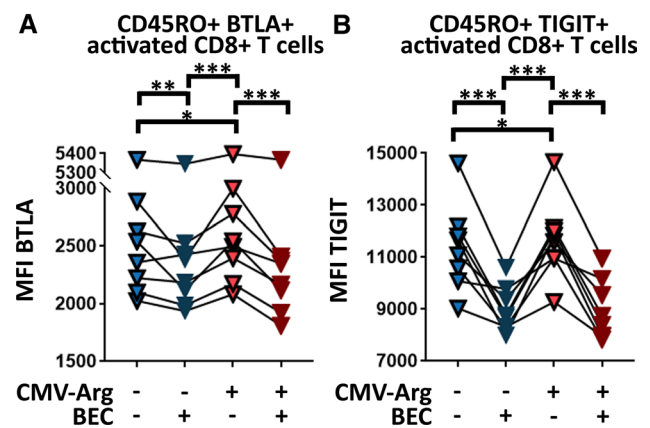 A
CD45RO+ BTLA+
activated CD8+ T cells
** *** ***
*
MFI BTLA
5400
5300
3000
2500
2000
1500
CMV-Arg - - + +
BEC - + - +
B
CD45RO+ TIGIT+
activated CD8+ T cells
*** *** ***
*
MFI TIGIT
15000
13000
11000
9000
7000
CMV-Arg - - + +
BEC - + - +